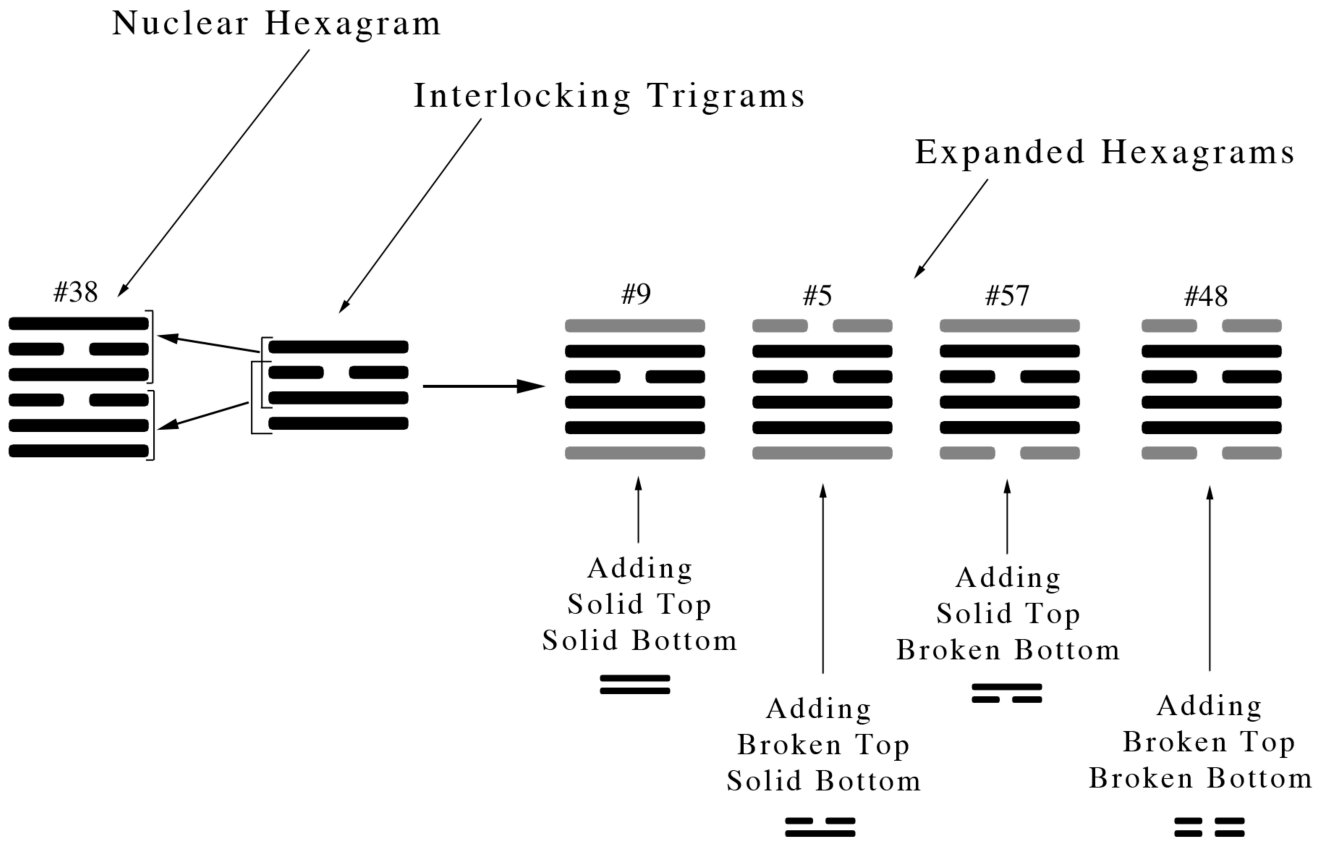 Nuclear Hexagram
Interlocking Trigrams
Expanded Hexagrams
#38
#9
#5
#57
#48
Adding
Solid Top
Solid Bottom
Adding
Broken Top
Solid Bottom
Adding
Solid Top
Broken Bottom
Adding
Broken Top
Broken Bottom